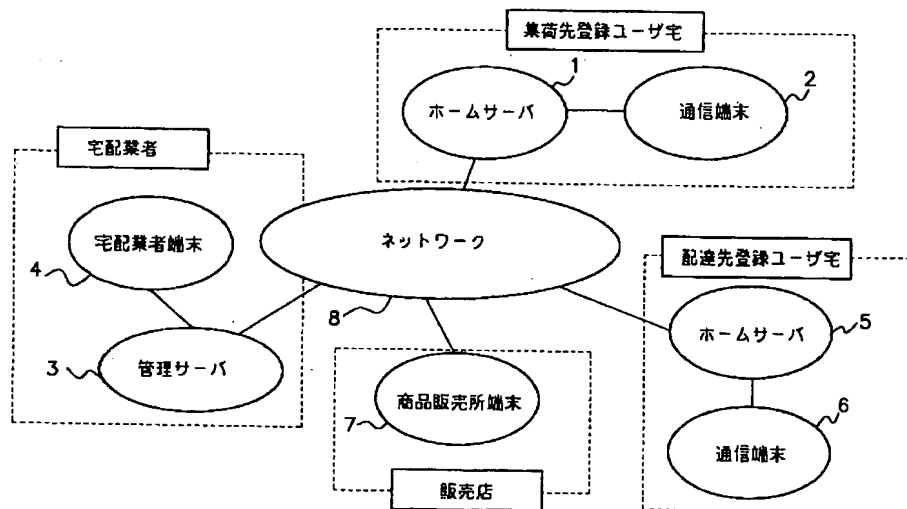 集荷先登録ユーザ宅
1
ホームサーバ
通信端末
2
宅配業者
宅配業者端末
4
ネットワーク
8
配達先登録ユーザ宅
ホームサーバ
5
3
管理サーバ
商品販売所端末
7
6
通信端末
販売店